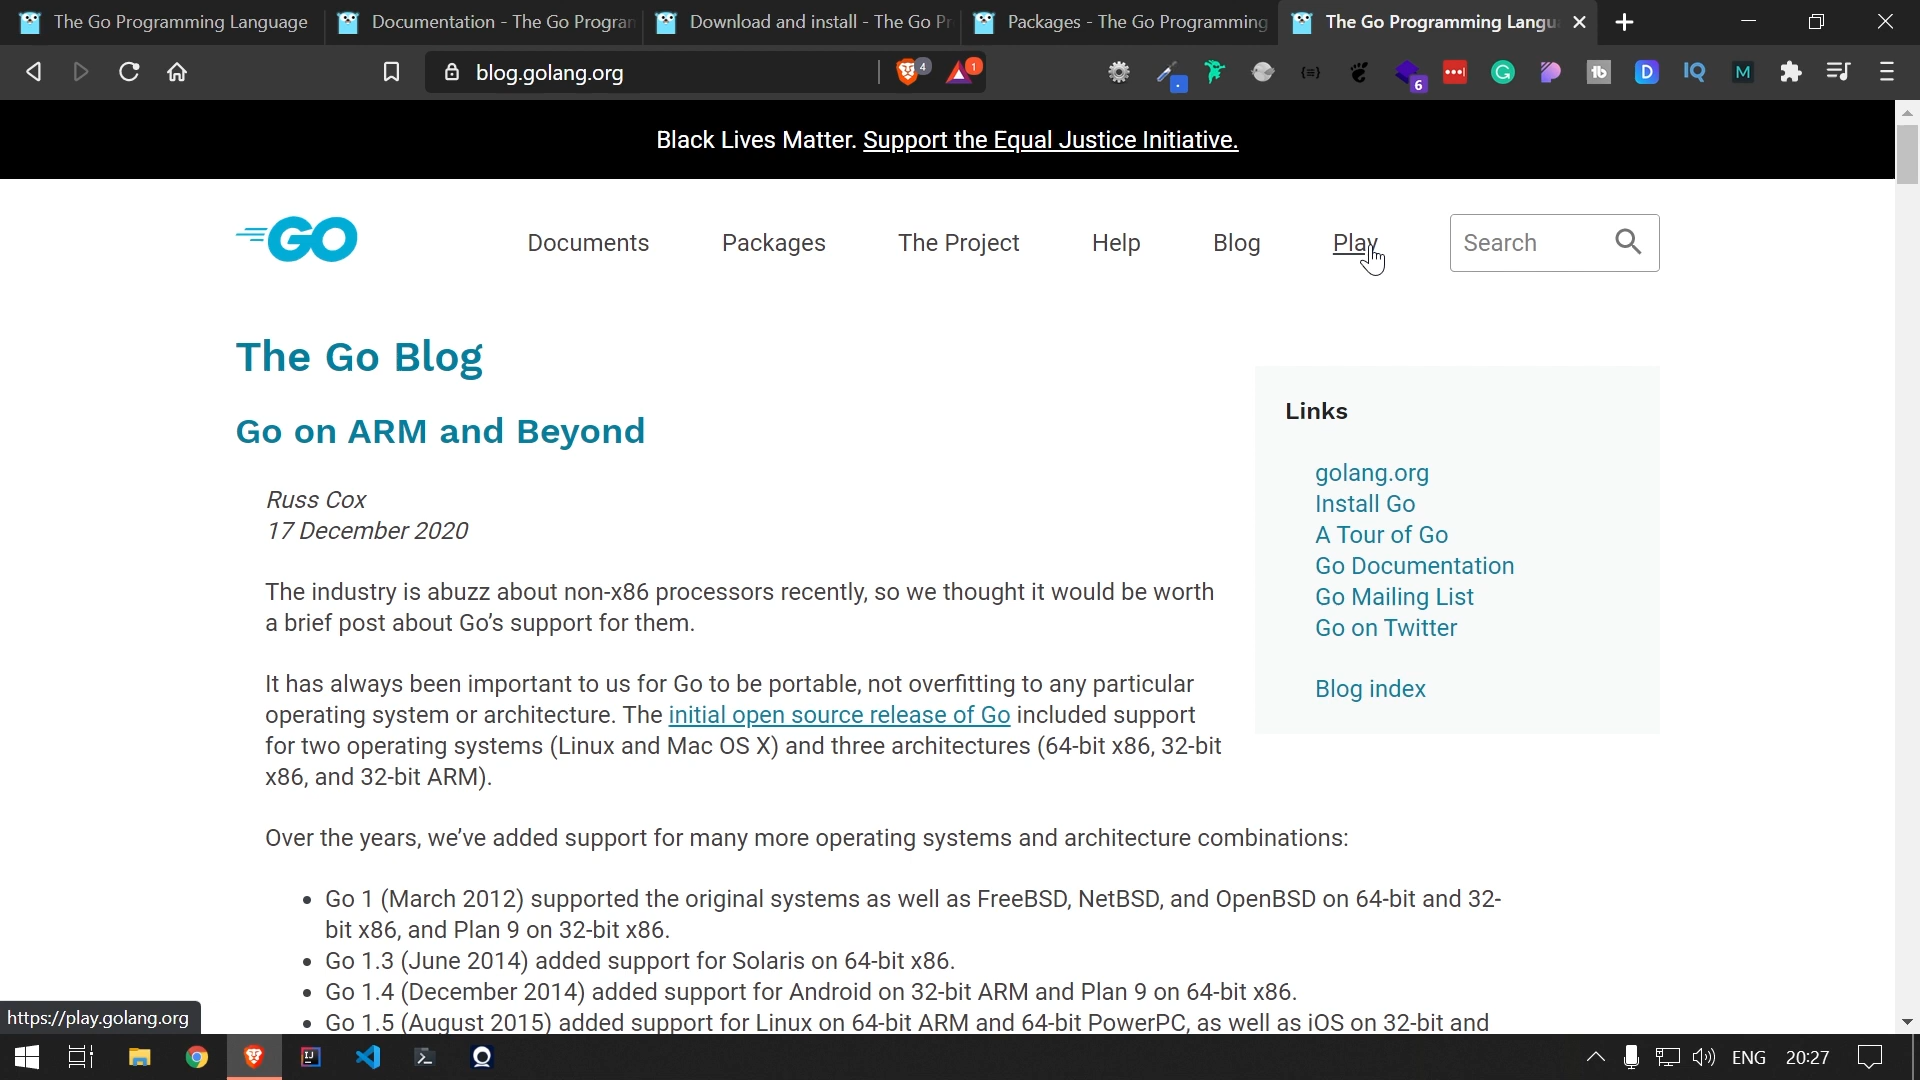 The Go Programming Language
Documentation - The Go Progran
Download and install - The Go Pr
Packages - The Go Programming
The Go Programming Langu
blog.golang.org
4
1
6
Black Lives Matter. Support the Equal Justice Initiative.
GO
Documents
Packages
The Project
Help
Blog
Play
Search
The Go Blog
Go on ARM and Beyond
Russ Cox
17 December 2020
The industry is abuzz about non-x86 processors recently, so we thought it would be worth
a brief post about Go’s support for them.
It has always been important to us for Go to be portable, not overfitting to any particular
operating system or architecture. The initial open source release of Go included support
for two operating systems (Linux and Mac OS X) and three architectures (64-bit x86, 32-bit
x86, and 32-bit ARM).
Over the years, we’ve added support for many more operating systems and architecture combinations:
• Go 1 (March 2012) supported the original systems as well as FreeBSD, NetBSD, and OpenBSD on 64-bit and 32-
bit x86, and Plan 9 on 32-bit x86.
• Go 1.3 (June 2014) added support for Solaris on 64-bit x86.
• Go 1.4 (December 2014) added support for Android on 32-bit ARM and Plan 9 on 64-bit x86.
• Go 1.5 (August 2015) added support for Linux on 64-bit ARM and 64-bit PowerPC, as well as iOS on 32-bit and
Links
golang.org
Install Go
A Tour of Go
Go Documentation
Go Mailing List
Go on Twitter
Blog index
https://play.golang.org
ENG
20:27